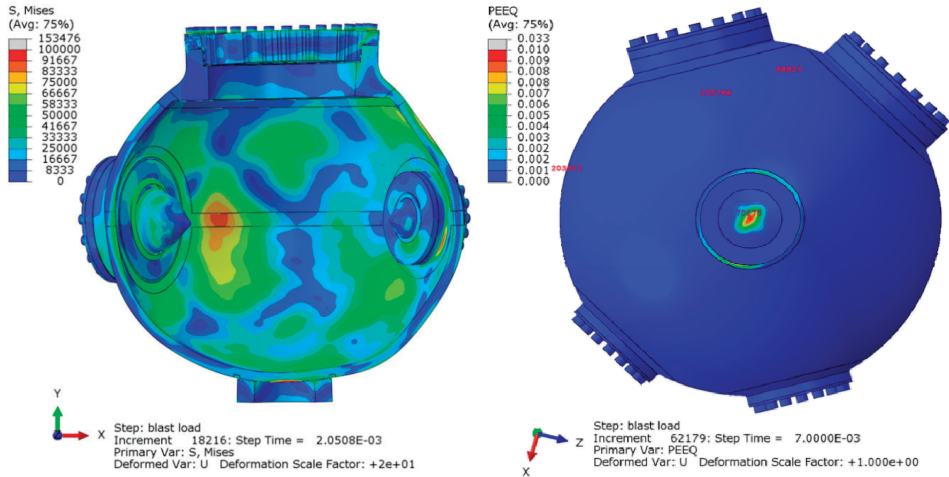 S, Mises
(Avg: 75%)
153476
100000
91667
83333
75000
66667
58333
50000
41667
33333
25000
16667
8333
0
Y
X
Step: blast load
Increment 18216: Step Time = 2.0508E-03
Primary Var: S, Mises
Deformed Var: U Deformation Scale Factor: +2e+01
PEEQ
(Avg: 75%)
0.033
0.010
0.009
0.008
0.008
0.007
0.006
0.005
0.004
0.003
0.003
0.002
0.001
0.000
Z
X
Step: blast load
Increment 62179: Step Time = 7.0000E-03
Primary Var: PEEQ
Deformed Var: U Deformation Scale Factor: +1.000e+00